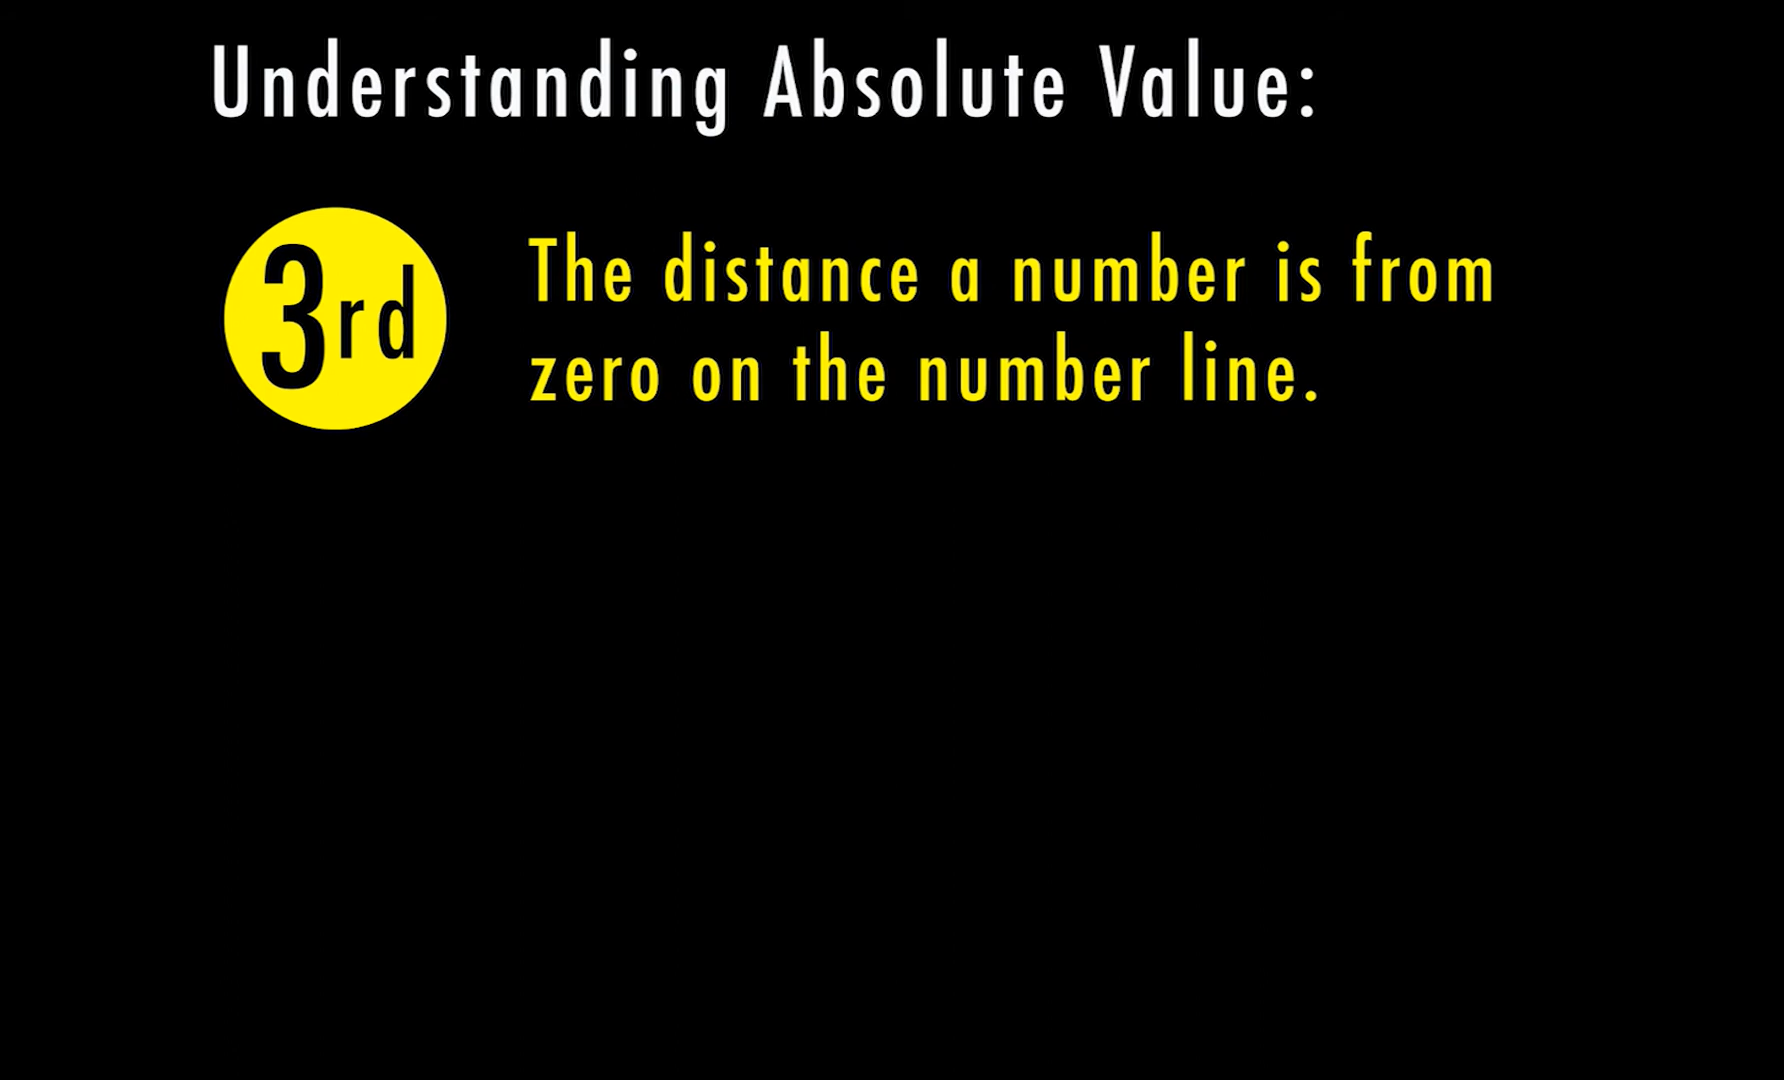 Understanding Absolute Value:
3rd
The distance a number is from
zero on the number line.